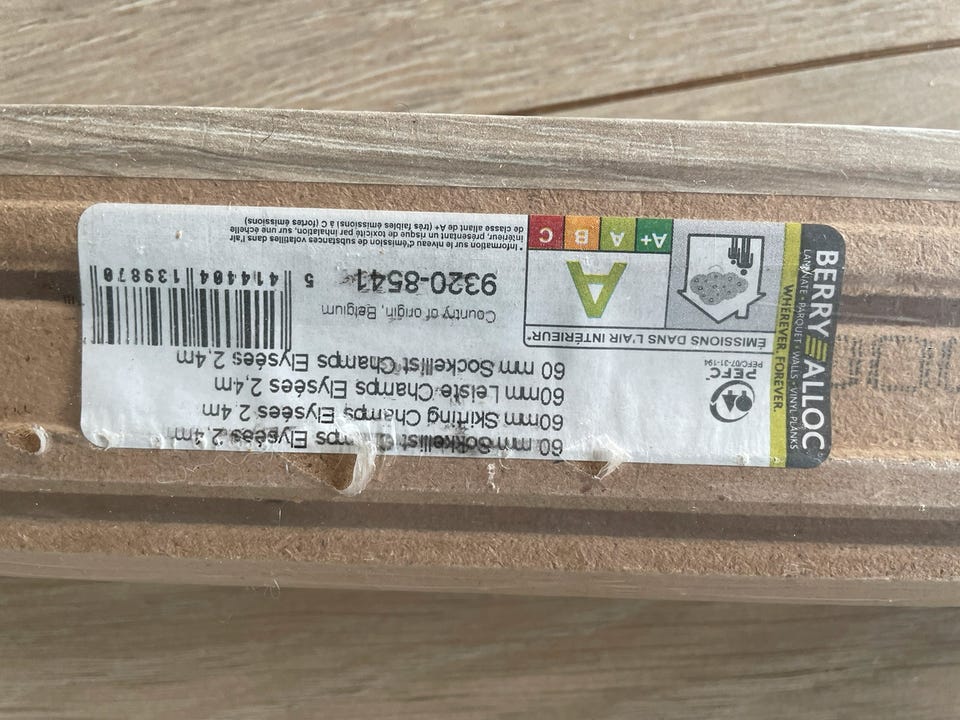 BERRY ALLOC
LAMINATE • PARQUET • WALLS • VINYL PLANKS
WHEREVER. FOREVER.
PEFC
PEFC/07-31-194
60 mm Sockellist C mps Elysées 2,4m
60mm Skirting Champs Elysées 2.4m
60mm Leiste Champs Elysées 2,4m
60 mm Sockellist Champs Elysées 2.4m
ÉMISSIONS DANS L'AIR INTÉRIEUR*
A
A+ A B C
Country of origin, Belgium
9320-8541
5 414404 139870
* Information sur le niveau d'émission de substances volatiles dans l'air
intérieur, présentant un risque de toxicité par inhalation, sur une échelle
de classe allant de A+ (très faibles émissions) à C (fortes émissions)